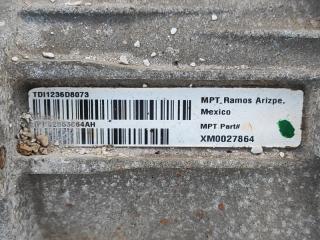 TDI1236D8073
MPT, Ramos Arizpe,
Mexico
MPT Part#
XM0027864